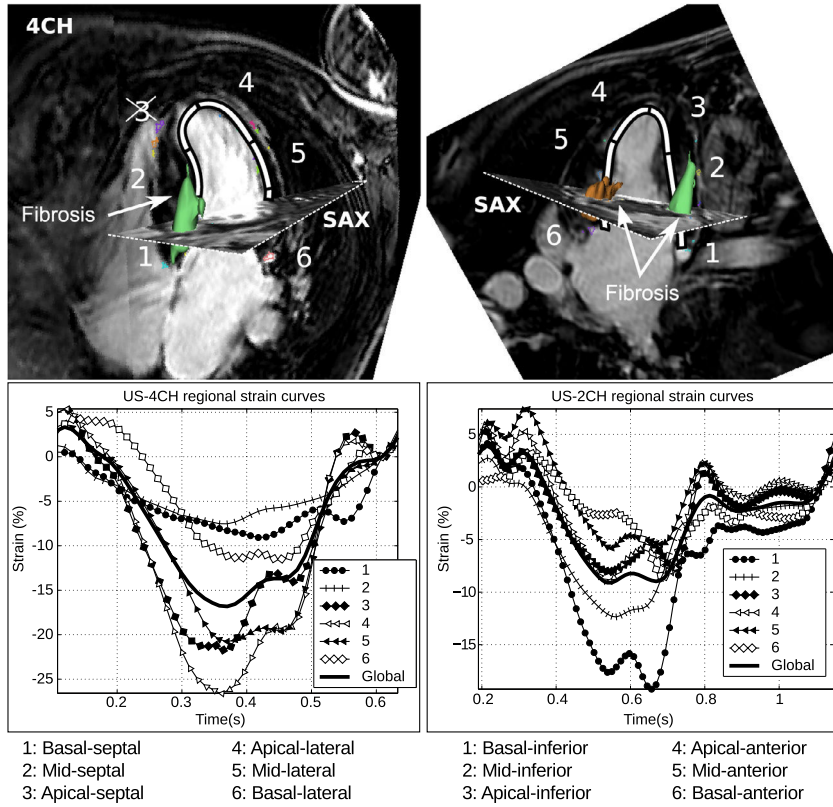 4CH
4
3
3
4
5
5
2
2
Fibrosis
SAX
SAX
1
6
6
1
Fibrosis
US-4CH regional strain curves
5
0
-5
-10
-15
-20
-25
Strain (%)
0.2
0.3
0.4
0.5
0.6
Time(s)
1
2
3
4
5
6
Global
US-2CH regional strain curves
5
0
−5
−10
−15
Strain (%)
0.2
0.4
0.6
0.8
1
Time(s)
1
2
3
4
5
6
Global
1: Basal-septal
2: Mid-septal
3: Apical-septal
4: Apical-lateral
5: Mid-lateral
6: Basal-lateral
1: Basal-inferior
2: Mid-inferior
3: Apical-inferior
4: Apical-anterior
5: Mid-anterior
6: Basal-anterior